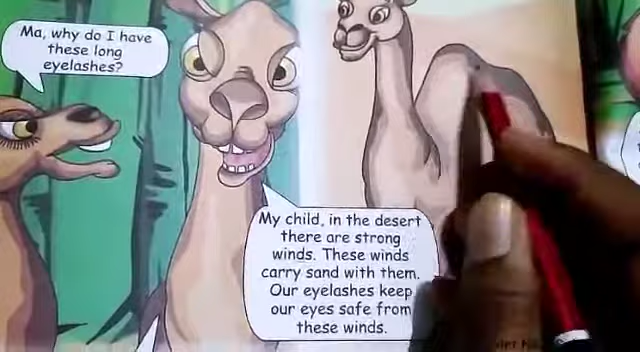 Ma, why do I have
these long
eyelashes?
My child, in the desert
there are strong
winds. These winds
carry sand with them.
Our eyelashes keep
our eyes safe from
these winds.